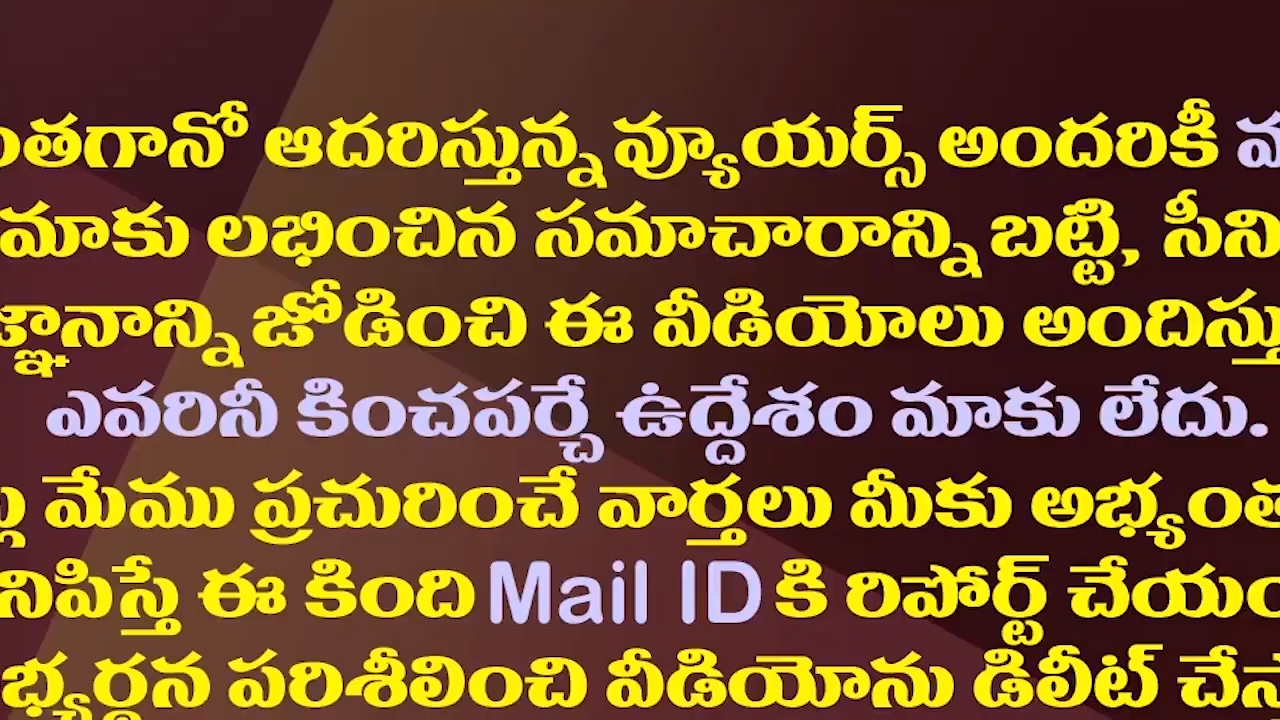 ఆదరిస్తున్న వ్యూయర్స్ అందరికీ
మాకు లభించిన సమాచారాన్ని బట్టి,
జోడించి ఈ వీడియోలు
ఎవరినీ కించపర్చే ఉద్దేశం మాకు లేదు.
మేము ప్రచురించే వార్తలు మీకు
ఈ కింది Mail ID కి రిపోర్ట్
పరిశీలించి వీడియోను డిలీట్